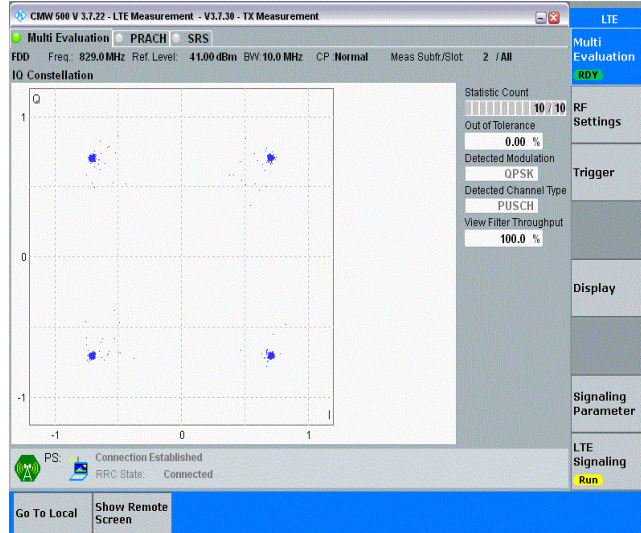 CMW 500 V 3.7.22 - LTE Measurement - V3.7.30 - TX Measurement
LTE
Multi Evaluation PRACH SRS
FDD Freq.: 829.0 MHz Ref. Level: 41.00 dBm BW: 10.0 MHz CP :Normal Meas Subfr./Slot: 2 / All
IQ Constellation
Q
1
0
-1
I
-1 0 1
Statistic Count
10 / 10
Out of Tolerance
0.00 %
Detected Modulation
QPSK
Detected Channel Type
PUSCH
View Filter Throughput
100.0 %
PS: Connection Established
RRC State: Connected
Multi
Evaluation
RDY
RF
Settings
Trigger
Display
Signaling
Parameter
LTE
Signaling
Run
Go To Local
Show Remote
Screen